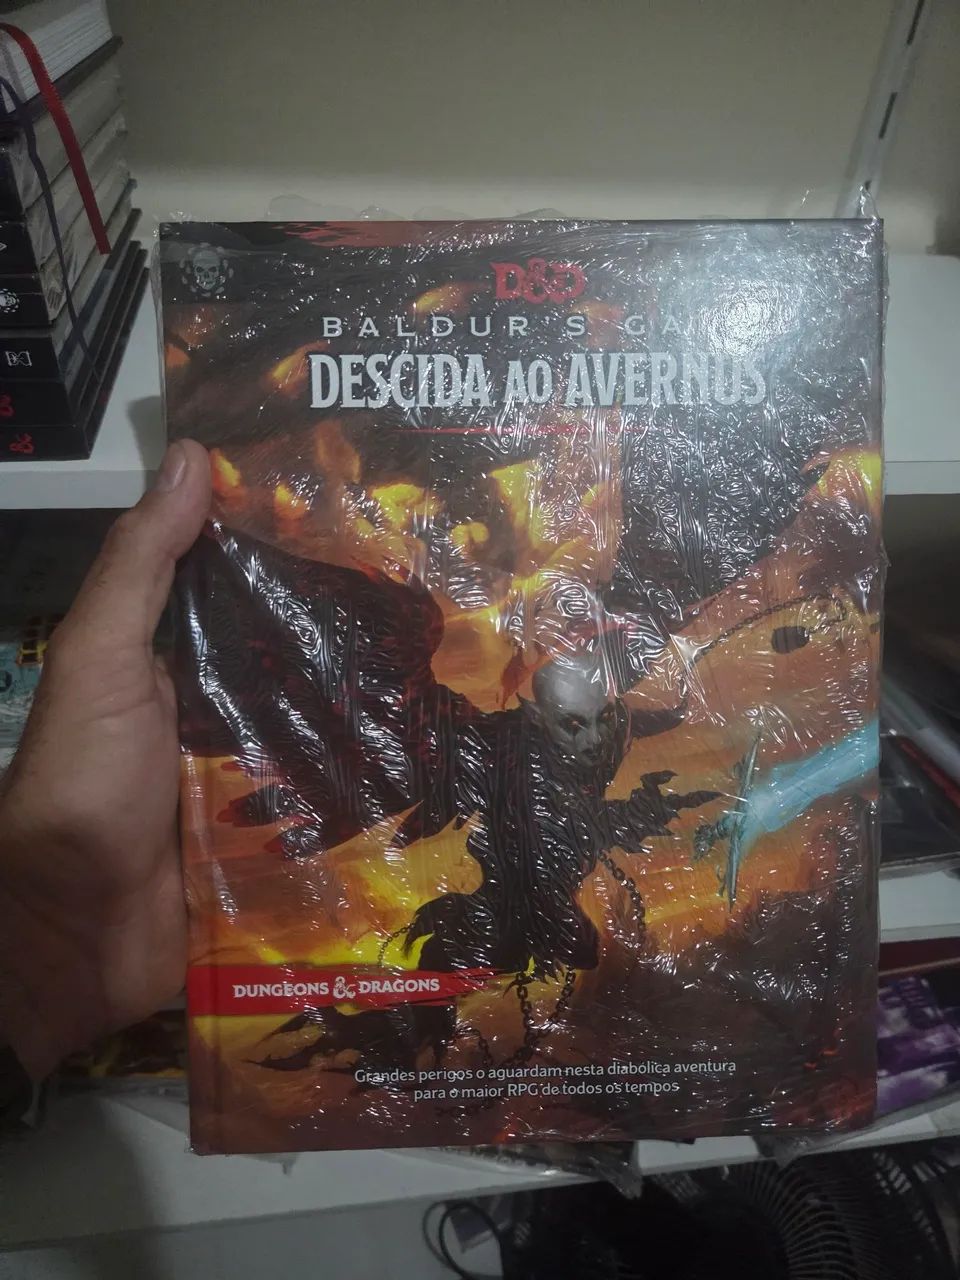 D&D
BALDUR'S GA
DESCIDA AO AVERNUS
DUNGEONS & DRAGONS
Grandes perigos o aguardam nesta diabólica aventura
para o maior RPG de todos os tempos